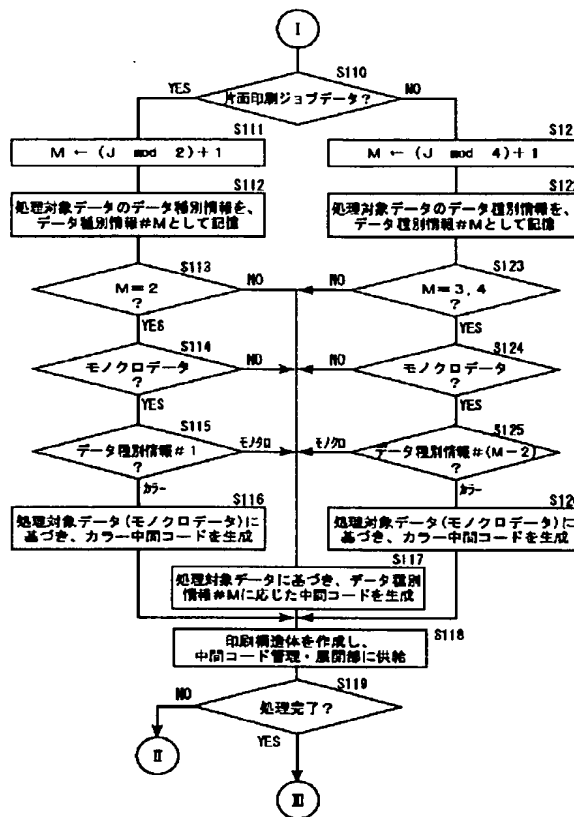 I
S110
片面印刷ジョブデータ?
YES
NO
S111
M ← (J mod 2)+1
S12
M ← (J mod 4)+1
S112
処理対象データのデータ種別情報を、
データ種別情報#Mとして記憶
S12
処理対象データのデータ種別情報を、
データ種別情報#Mとして記憶
S113
M=2
?
NO
YES
S123
M=3,4
?
NO
YES
S114
モノクロデータ
?
NO
YES
S124
モノクロデータ
?
NO
YES
S115
データ種別情報#1
?
モノクロ
カラー
S125
データ種別情報#(M-2)
?
モノクロ
カラー
S116
処理対象データ(モノクロデータ)に
基づき、カラー中間コードを生成
S12
処理対象データ(モノクロデータ)に
基づき、カラー中間コードを生成
S117
処理対象データに基づき、データ種別
情報#Mに応じた中間コードを生成
S118
印刷構造体を作成し、
中間コード管理・展開部に供給
S119
処理完了?
NO
YES
II
III